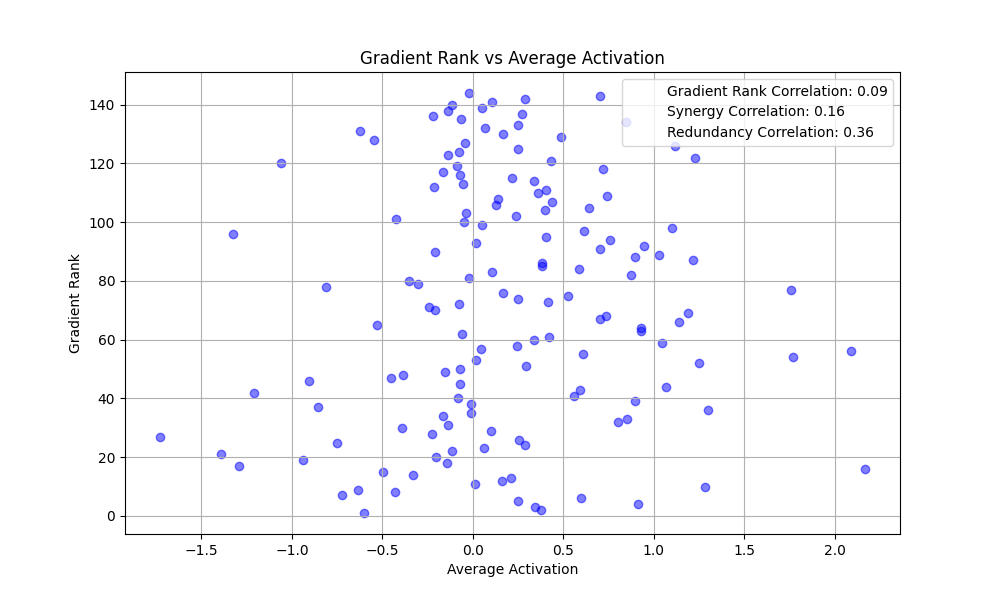 Gradient Rank vs Average Activation
Gradient Rank Correlation: 0.09
Synergy Correlation: 0.16
Redundancy Correlation: 0.36
Gradient Rank
140
120
100
80
60
40
20
0
−1.5
−1.0
−0.5
0.0
0.5
1.0
1.5
2.0
Average Activation